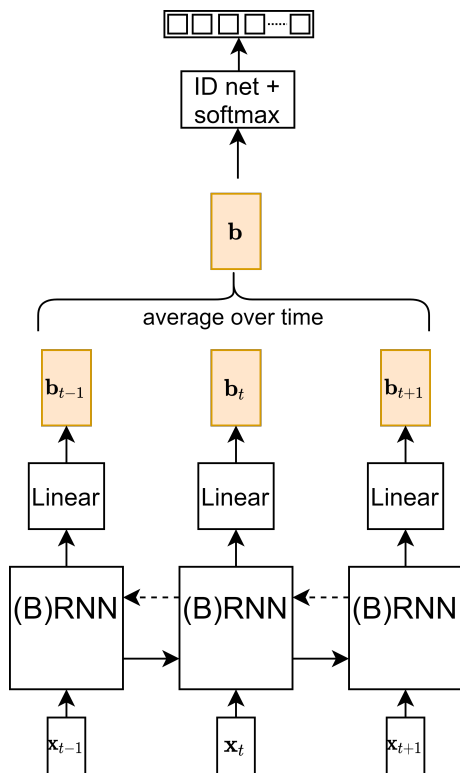 ID net +
softmax
b
average over time
b_{t−1} b_t b_{t+1}
Linear Linear Linear
(B)RNN (B)RNN (B)RNN
x_{t−1} x_t x_{t+1}